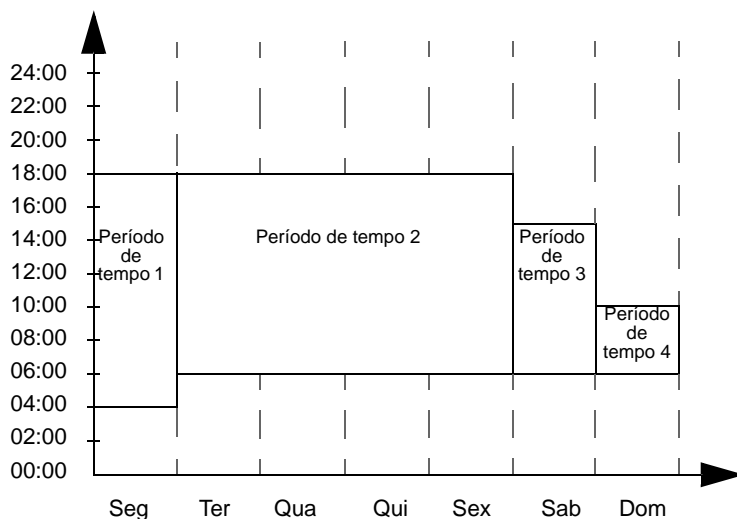 24:00
22:00
20:00
18:00
16:00
14:00
12:00
10:00
08:00
06:00
04:00
02:00
00:00
Período
de
tempo 1
Período de tempo 2
Período
de
tempo 3
Período
de
tempo 4
Seg Ter Qua Qui Sex Sab Dom